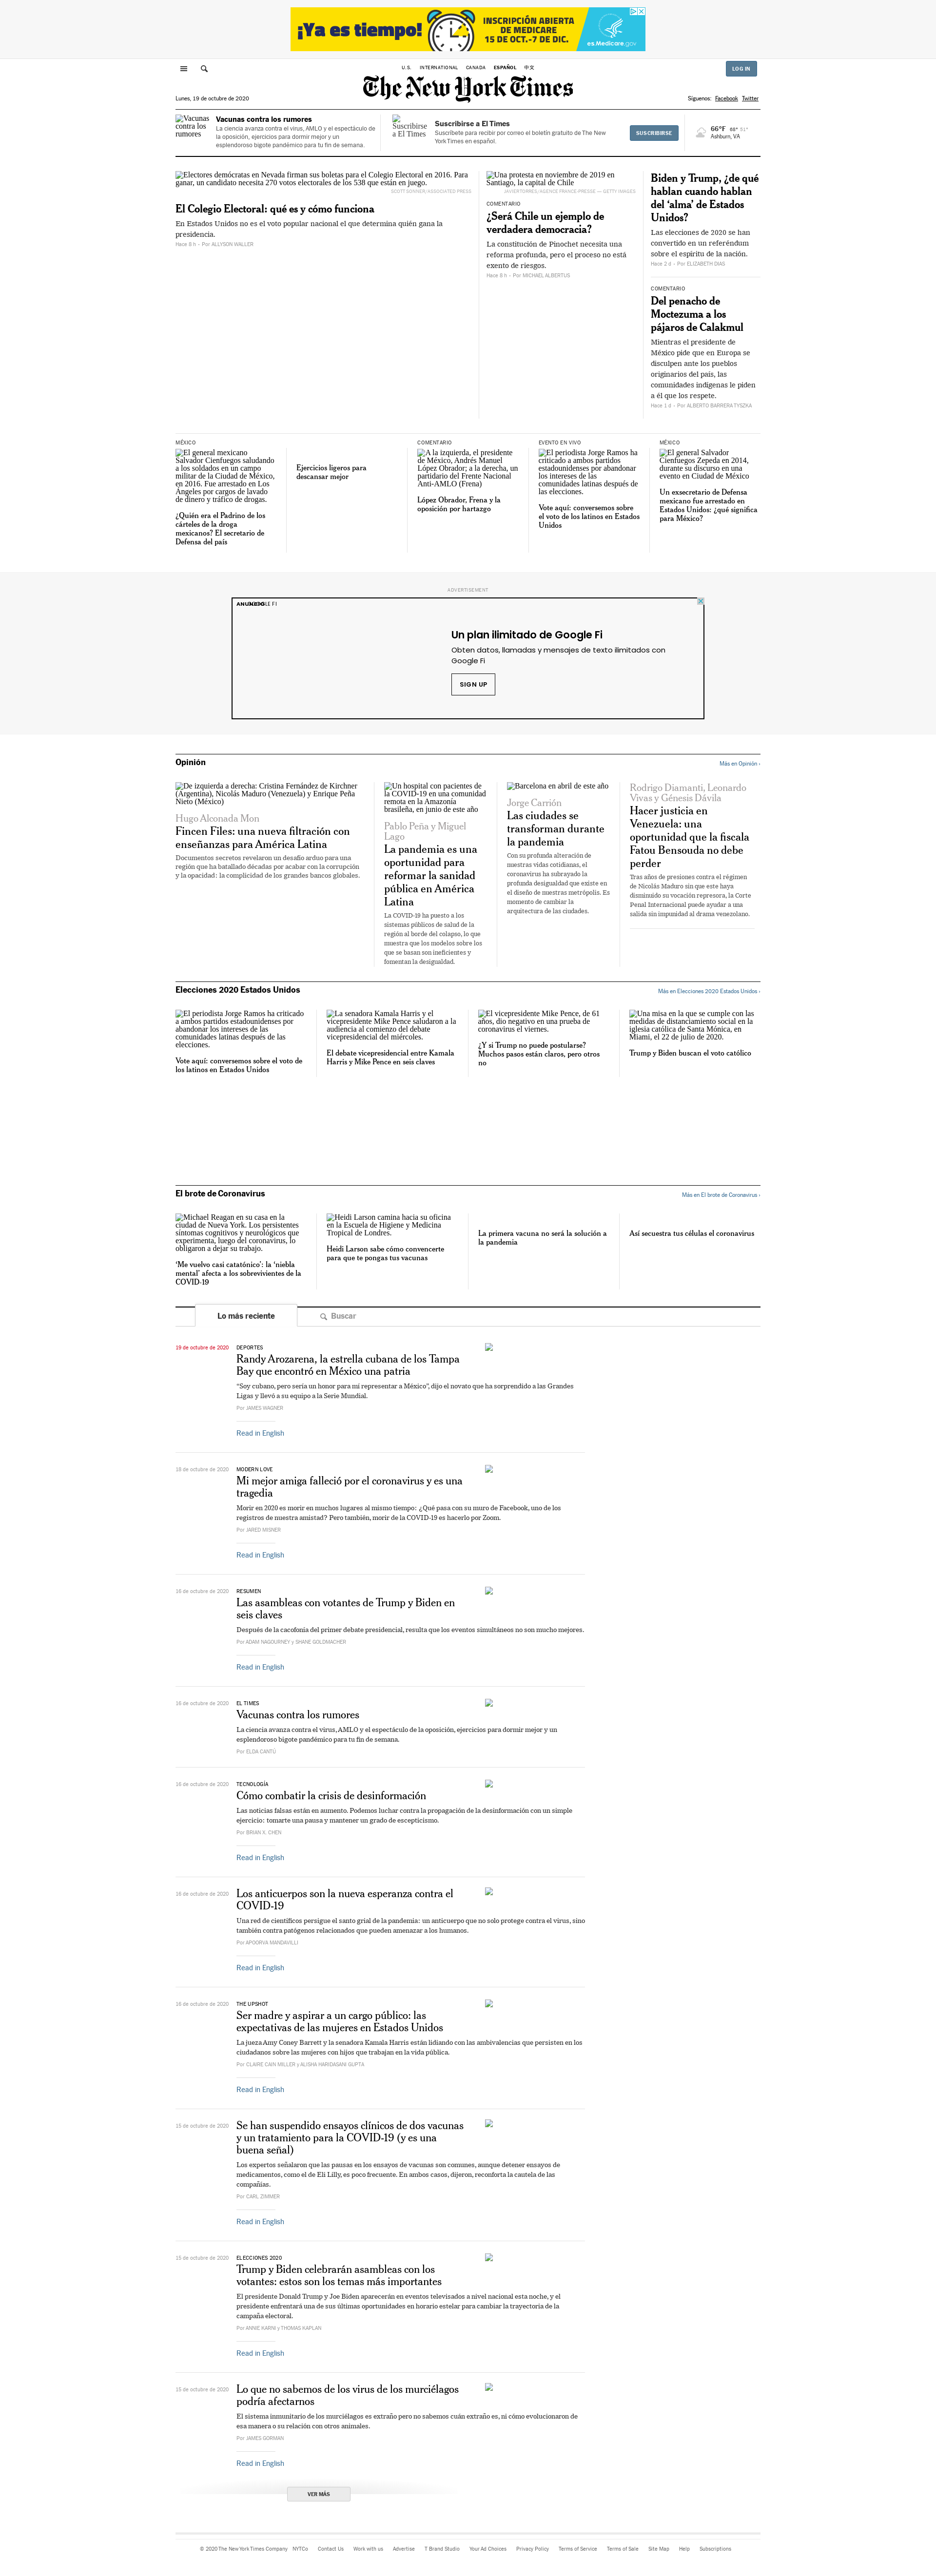 ¡Ya es tiempo!
INSCRIPCIÓN ABIERTA
DE MEDICARE
15 OCT – 7 DIC
es.Medicare.gov
U.S.
INTERNATIONAL
CANADA
ESPAÑOL
中文
LOG IN
The New York Times
Lunes, 19 de octubre de 2020
Síguenos:
Facebook
Twitter
Vacunas contra los rumores
Vacunas contra los rumores
La ciencia avanza contra el virus, AMLO y el espectáculo de
la oposición, ejercicios para dormir mejor y un
esplendoroso bigote pandémico para tu fin de semana.
Suscribirse a El Times
Suscribirse a El Times
Suscríbete para recibir por correo el boletín gratuito de The New
York Times en español.
SUSCRIBIRSE
66°F
Ashburn, VA
Electores demócratas en Nevada firman sus boletas para el Colegio Electoral en 2016. Para
ganar, un candidato necesita 270 votos electorales de los 538 que están en juego.
SCOTT SONNER/ASSOCIATED PRESS
El Colegio Electoral: qué es y cómo funciona
En Estados Unidos no es el voto popular nacional el que determina quién gana la
presidencia.
Hace 8 h – Por ALLYSON WALLER
Una protesta en noviembre de 2019 en
Santiago, la capital de Chile
JAVIER TORRES/AGENCE FRANCE-PRESSE — GETTY IMAGES
COMENTARIO
¿Será Chile un ejemplo de
verdadera democracia?
La constitución de Pinochet necesita una
reforma profunda, pero el proceso no está
exento de riesgos.
Hace 9 h – Por MICHAEL ALBERTUS
Biden y Trump, ¿de qué
hablan cuando hablan
del ‘alma’ de Estados
Unidos?
Las elecciones de 2020 se han
convertido en un referéndum
sobre el espíritu de la nación.
Hace 2 d – Por ELIZABETH DIAS
COMENTARIO
Del penacho de
Moctezuma a los
pájaros de Calakmul
Mientras el presidente de
México pide que en Europa se
disculpen ante los pueblos
originarios del país, las
comunidades indígenas le piden
a él que los respete.
Hace 1 d – Por ALBERTO BARRERA TYSZKA
MÉXICO
El general mexicano
Salvador Cienfuegos saludando
a los soldados en un campo
militar de la Ciudad de México,
en 2016. Fue arrestado en Los
Ángeles por cargos de lavado
de dinero y tráfico de drogas.
¿Quién era el Padrino de los
cárteles de la droga
mexicanos? El secretario de
Defensa del país
Ejercicios ligeros para
descansar mejor
COMENTARIO
A la izquierda, el presidente
de México, Andrés Manuel
López Obrador; a la derecha, un
partidario del Frente Nacional
Anti-AMLO (Frena)
López Obrador, Frena y la
oposición por hartazgo
EVENTO EN VIVO
El periodista Jorge Ramos ha
criticado a ambos partidos
estadounidenses por abandonar
los intereses de las
comunidades latinas después de
las elecciones.
Vote aquí: conversemos sobre
el voto de los latinos en Estados
Unidos
MÉXICO
El general Salvador
Cienfuegos Zepeda en 2014,
durante su discurso en una
evento en Ciudad de México
Un exsecretario de Defensa
mexicano fue arrestado en
Estados Unidos: ¿qué significa
para México?
ADVERTISEMENT
ANUNCIO
GOOGLE FI
Un plan ilimitado de Google Fi
Obten datos, llamadas y mensajes de texto ilimitados con
Google Fi
SIGN UP
Opinión
Más en Opinión ›
De izquierda a derecha: Cristina Fernández de Kirchner
(Argentina), Nicolás Maduro (Venezuela) y Enrique Peña
Nieto (México)
Hugo Alconada Mon
Fincen Files: una nueva filtración con
enseñanzas para América Latina
Documentos secretos revelaron un desafío arduo para una
región que ha batallado décadas por acabar con la corrupción
y la opacidad: la complicidad de los grandes bancos globales.
Un hospital con pacientes de
la COVID-19 en una comunidad
remota en la Amazonía
brasileña, en junio de este año
Pablo Peña y Miguel
Lago
La pandemia es una
oportunidad para
reformar la sanidad
pública en América
Latina
La COVID-19 ha puesto a los
sistemas públicos de salud de la
región al borde del colapso, lo que
muestra que los modelos sobre los
que se basan son ineficientes y
fomentan la desigualdad.
Barcelona en abril de este año
Jorge Carrión
Las ciudades se
transforman durante
la pandemia
Con su profunda alteración de
nuestras vidas cotidianas, el
coronavirus ha subrayado la
profunda desigualdad que existe en
el diseño de nuestras metrópolis. Es
momento de cambiar la
arquitectura de las ciudades.
Rodrigo Diamanti, Leonardo
Vivas y Génesis Dávila
Hacer justicia en
Venezuela: una
oportunidad que la fiscala
Fatou Bensouda no debe
perder
Tras años de presiones contra el régimen
de Nicolás Maduro sin que este haya
disminuido su vocación represora, la Corte
Penal Internacional puede ayudar a una
salida sin impunidad al drama venezolano.
Elecciones 2020 Estados Unidos
Más en Elecciones 2020 Estados Unidos ›
El periodista Jorge Ramos ha criticado
a ambos partidos estadounidenses por
abandonar los intereses de las
comunidades latinas después de las
elecciones.
Vote aquí: conversemos sobre el voto de
los latinos en Estados Unidos
La senadora Kamala Harris y el
vicepresidente Mike Pence saludaron a la
audiencia al comienzo del debate
vicepresidencial del miércoles.
El debate vicepresidencial entre Kamala
Harris y Mike Pence en seis claves
El vicepresidente Mike Pence, de 61
años, dio negativo en una prueba de
coronavirus el viernes.
¿Y si Trump no puede postularse?
Muchos pasos están claros, pero otros
no
Una misa en la que se cumple con las
medidas de distanciamiento social en la
iglesia católica de Santa Mónica, en
Miami, el 22 de julio de 2020.
Trump y Biden buscan el voto católico
El brote de Coronavirus
Más en El brote de Coronavirus ›
Michael Reagan en su casa en la
ciudad de Nueva York. Los persistentes
síntomas cognitivos y neurológicos que
experimenta, luego del coronavirus, lo
obligaron a dejar su trabajo.
‘Me vuelvo casi catatónico’: la ‘niebla
mental’ afecta a los sobrevivientes de la
COVID-19
Heidi Larson camina hacia su oficina
en la Escuela de Higiene y Medicina
Tropical de Londres.
Heidi Larson sabe cómo convencerte
para que te pongas tus vacunas
La primera vacuna no será la solución a
la pandemia
Así secuestra tus células el coronavirus
Lo más reciente
Buscar
19 de octubre de 2020
DEPORTES
Randy Arozarena, la estrella cubana de los Tampa
Bay que encontró en México una patria
“Soy cubano, pero sería un honor para mí representar a México”, dijo el novato que ha sorprendido a las Grandes
Ligas y llevó a su equipo a la Serie Mundial.
Por JAMES WAGNER
Read in English
18 de octubre de 2020
MODERN LOVE
Mi mejor amiga falleció por el coronavirus y es una
tragedia
Morir en 2020 es morir en muchos lugares al mismo tiempo: ¿Qué pasa con su muro de Facebook, uno de los
registros de nuestra amistad? Pero también, morir de la COVID-19 es hacerlo por Zoom.
Por JARED MISNER
Read in English
16 de octubre de 2020
RESUMEN
Las asambleas con votantes de Trump y Biden en
seis claves
Después de la cacofonía del primer debate presidencial, resulta que los eventos simultáneos no son mucho mejores.
Por ADAM NAGOURNEY y SHANE GOLDMACHER
Read in English
16 de octubre de 2020
EL TIMES
Vacunas contra los rumores
La ciencia avanza contra el virus, AMLO y el espectáculo de la oposición, ejercicios para dormir mejor y un
esplendoroso bigote pandémico para tu fin de semana.
Por ELDA CANTÚ
16 de octubre de 2020
TECNOLOGÍA
Cómo combatir la crisis de desinformación
Las noticias falsas están en aumento. Podemos luchar contra la propagación de la desinformación con un simple
ejercicio: tomarte una pausa y mantener un grado de escepticismo.
Por BRIAN X. CHEN
Read in English
16 de octubre de 2020
Los anticuerpos son la nueva esperanza contra el
COVID-19
Una red de científicos persigue el santo grial de la pandemia: un anticuerpo que no solo protege contra el virus, sino
también contra patógenos relacionados que pueden amenazar a los humanos.
Por APOORVA MANDAVILLI
Read in English
16 de octubre de 2020
THE UPSHOT
Ser madre y aspirar a un cargo público: las
expectativas de las mujeres en Estados Unidos
La jueza Amy Coney Barrett y la senadora Kamala Harris están lidiando con las ambivalencias que persisten en los
ciudadanos sobre las mujeres con hijos que trabajan en la vida pública.
Por CLAIRE CAIN MILLER y ALISHA HARIDASANI GUPTA
Read in English
15 de octubre de 2020
Se han suspendido ensayos clínicos de dos vacunas
y un tratamiento para la COVID-19 (y es una
buena señal)
Los expertos señalaron que las pausas en los ensayos de vacunas son comunes, aunque detener ensayos de
medicamentos, como el de Eli Lilly, es poco frecuente. En ambos casos, dijeron, reconforta la cautela de las
compañías.
Por CARL ZIMMER
Read in English
15 de octubre de 2020
ELECCIONES 2020
Trump y Biden celebrarán asambleas con los
votantes: estos son los temas más importantes
El presidente Donald Trump y Joe Biden aparecerán en eventos televisados a nivel nacional esta noche, y el
presidente enfrentará una de sus últimas oportunidades en horario estelar para cambiar la trayectoria de la
campaña electoral.
Por ANNIE KARNI y THOMAS KAPLAN
Read in English
15 de octubre de 2020
Lo que no sabemos de los virus de los murciélagos
podría afectarnos
El sistema inmunitario de los murciélagos es extraño pero no sabemos cuán extraño es, ni cómo evolucionaron de
esa manera o su relación con otros animales.
Por JAMES GORMAN
Read in English
VER MÁS
© 2020 The New York Times Company
NYTCo
Contact Us
Work with us
Advertise
T Brand Studio
Your Ad Choices
Privacy Policy
Terms of Service
Terms of Sale
Site Map
Help
Subscriptions